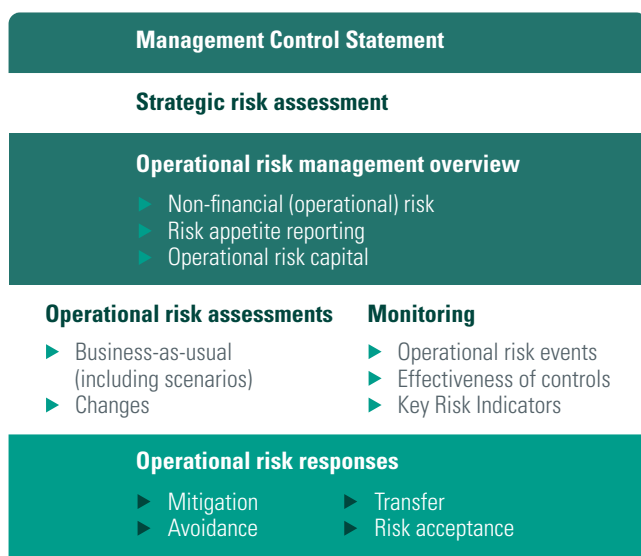 Management Control Statement
Strategic risk assessment
Operational risk management overview
Non-financial (operational) risk
Risk appetite reporting
Operational risk capital
Operational risk assessments
Business-as-usual
(including scenarios)
Changes
Monitoring
Operational risk events
Effectiveness of controls
Key Risk Indicators
Operational risk responses
Mitigation
Avoidance
Transfer
Risk acceptance